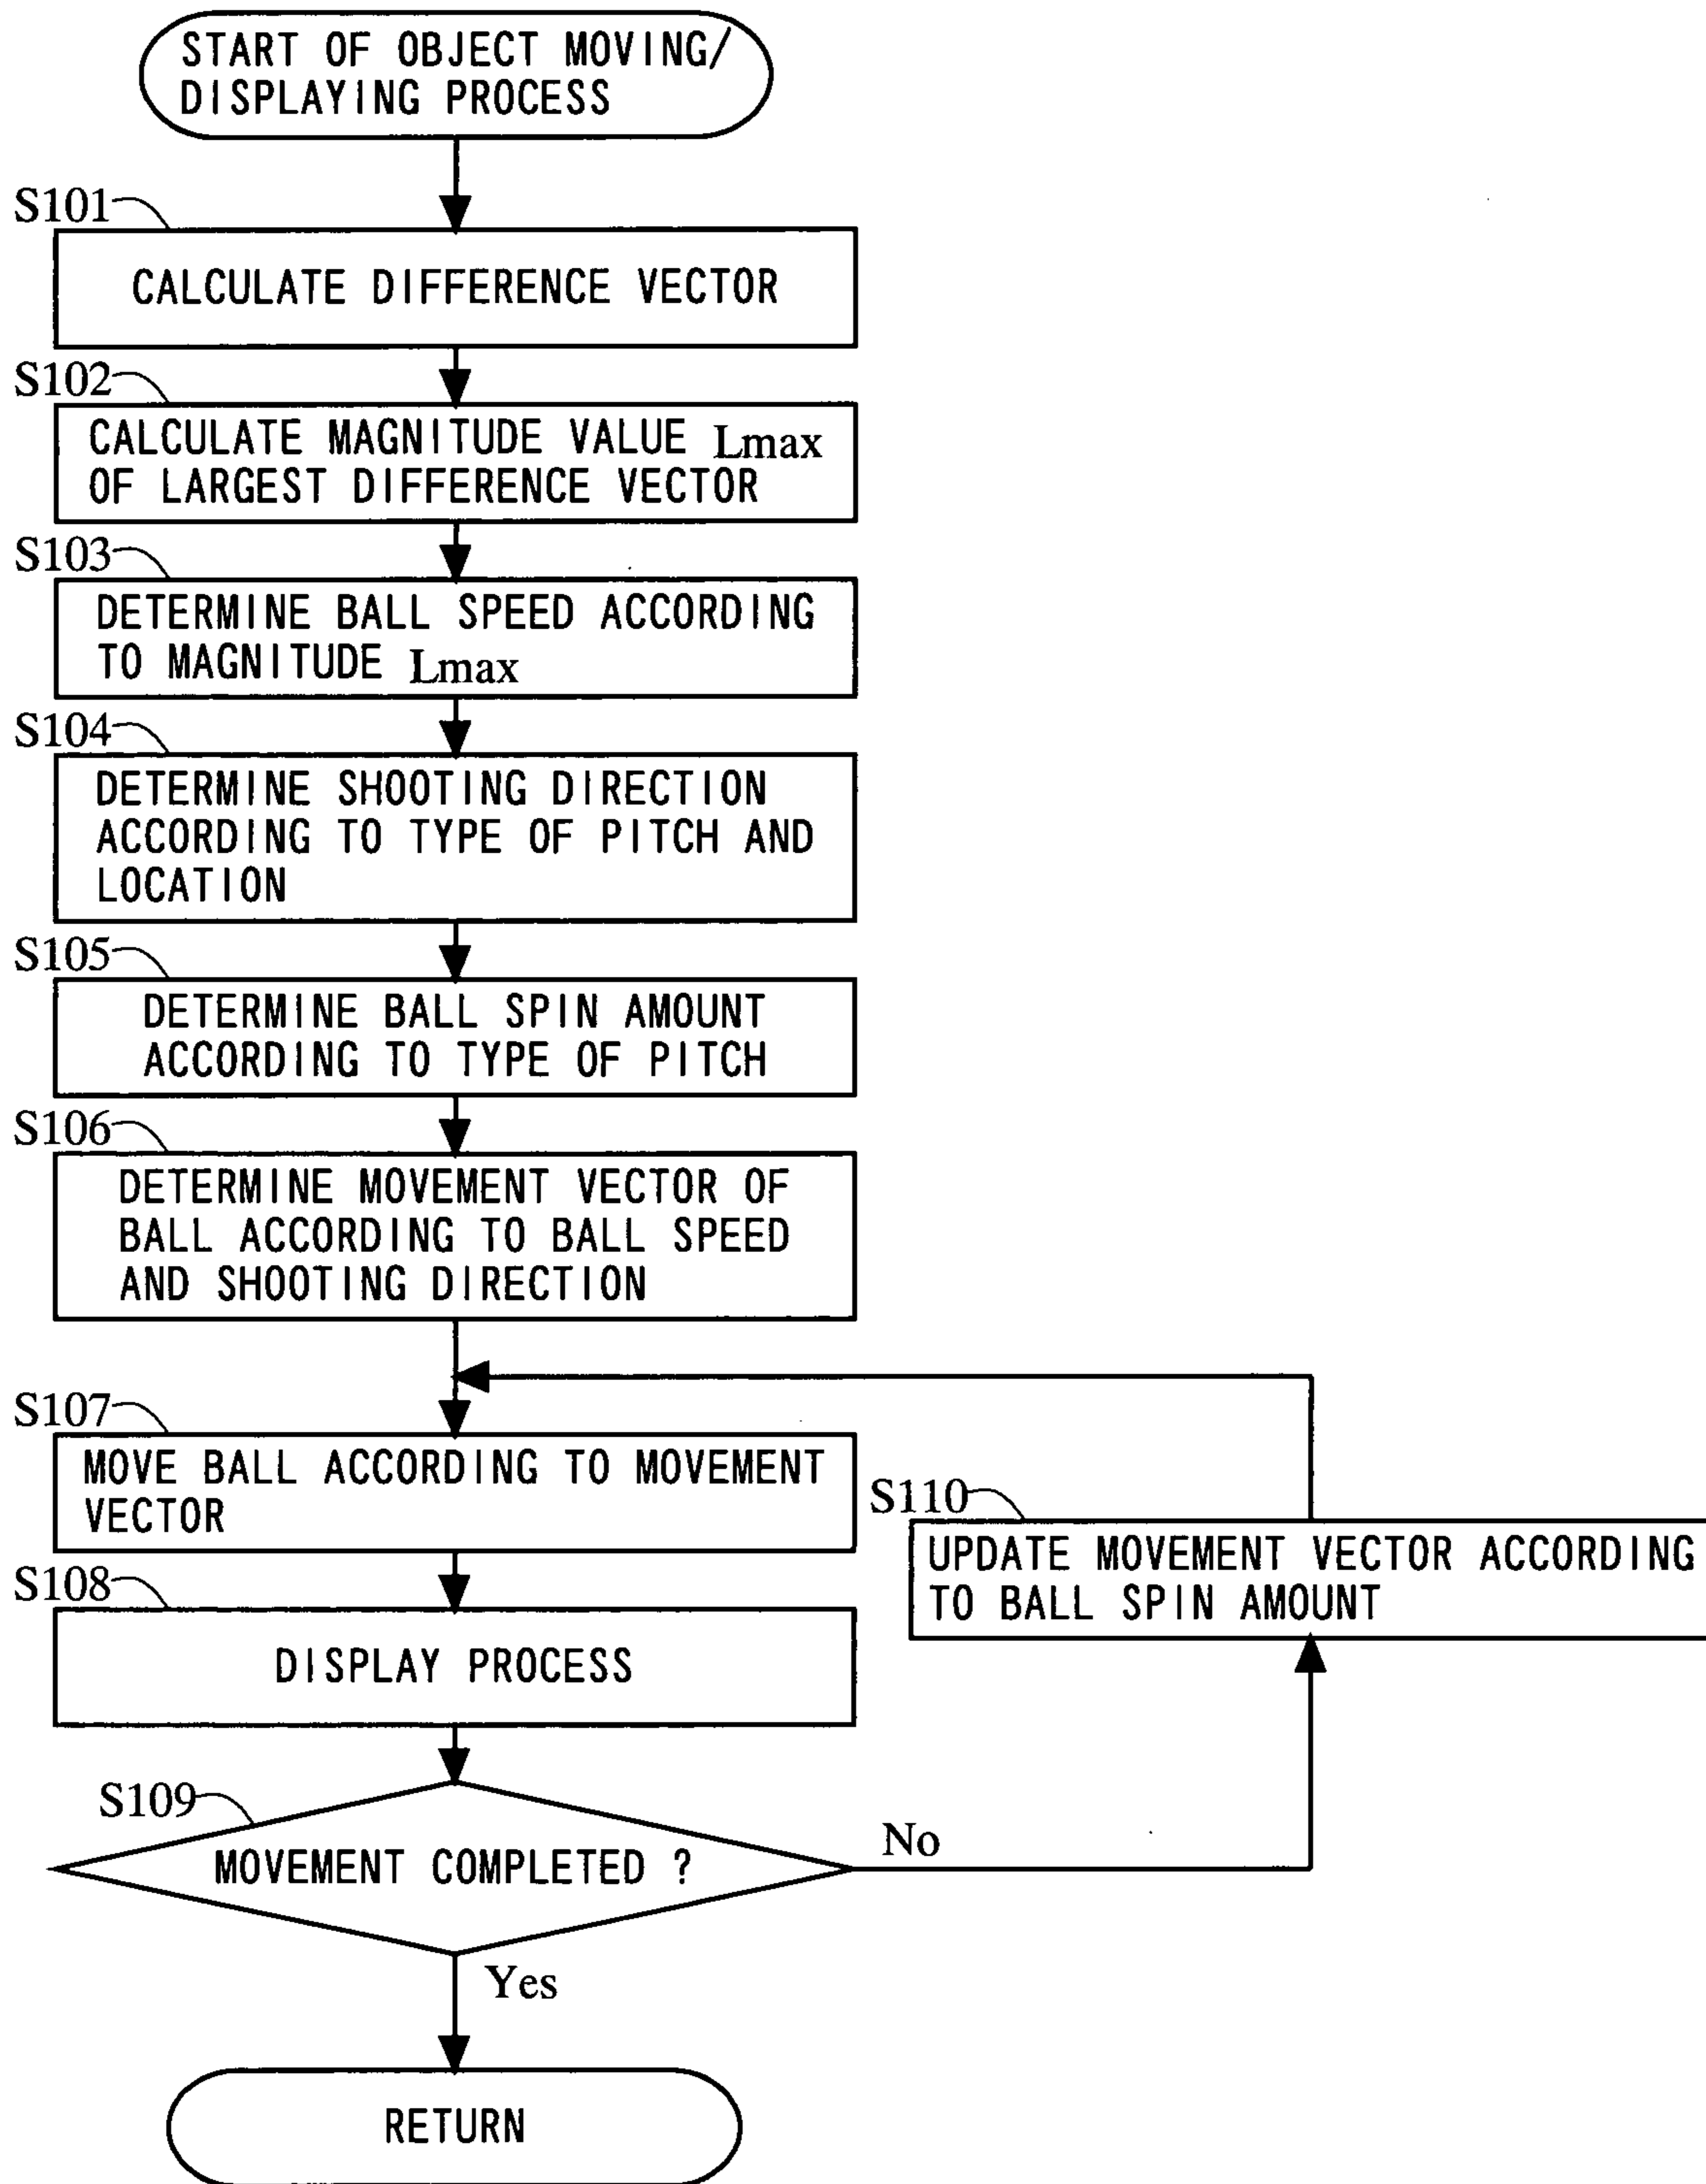 START OF OBJECT MOVING/
DISPLAYING PROCESS
S101
CALCULATE DIFFERENCE VECTOR
S102
CALCULATE MAGNITUDE VALUE Lmax
OF LARGEST DIFFERENCE VECTOR
S103
DETERMINE BALL SPEED ACCORDING
TO MAGNITUDE Lmax
S104
DETERMINE SHOOTING DIRECTION
ACCORDING TO TYPE OF PITCH AND
LOCATION
S105
DETERMINE BALL SPIN AMOUNT
ACCORDING TO TYPE OF PITCH
S106
DETERMINE MOVEMENT VECTOR OF
BALL ACCORDING TO BALL SPEED
AND SHOOTING DIRECTION
S107
MOVE BALL ACCORDING TO MOVEMENT
VECTOR
S108
DISPLAY PROCESS
S109
MOVEMENT COMPLETED ?
No
S110
UPDATE MOVEMENT VECTOR ACCORDING
TO BALL SPIN AMOUNT
Yes
RETURN